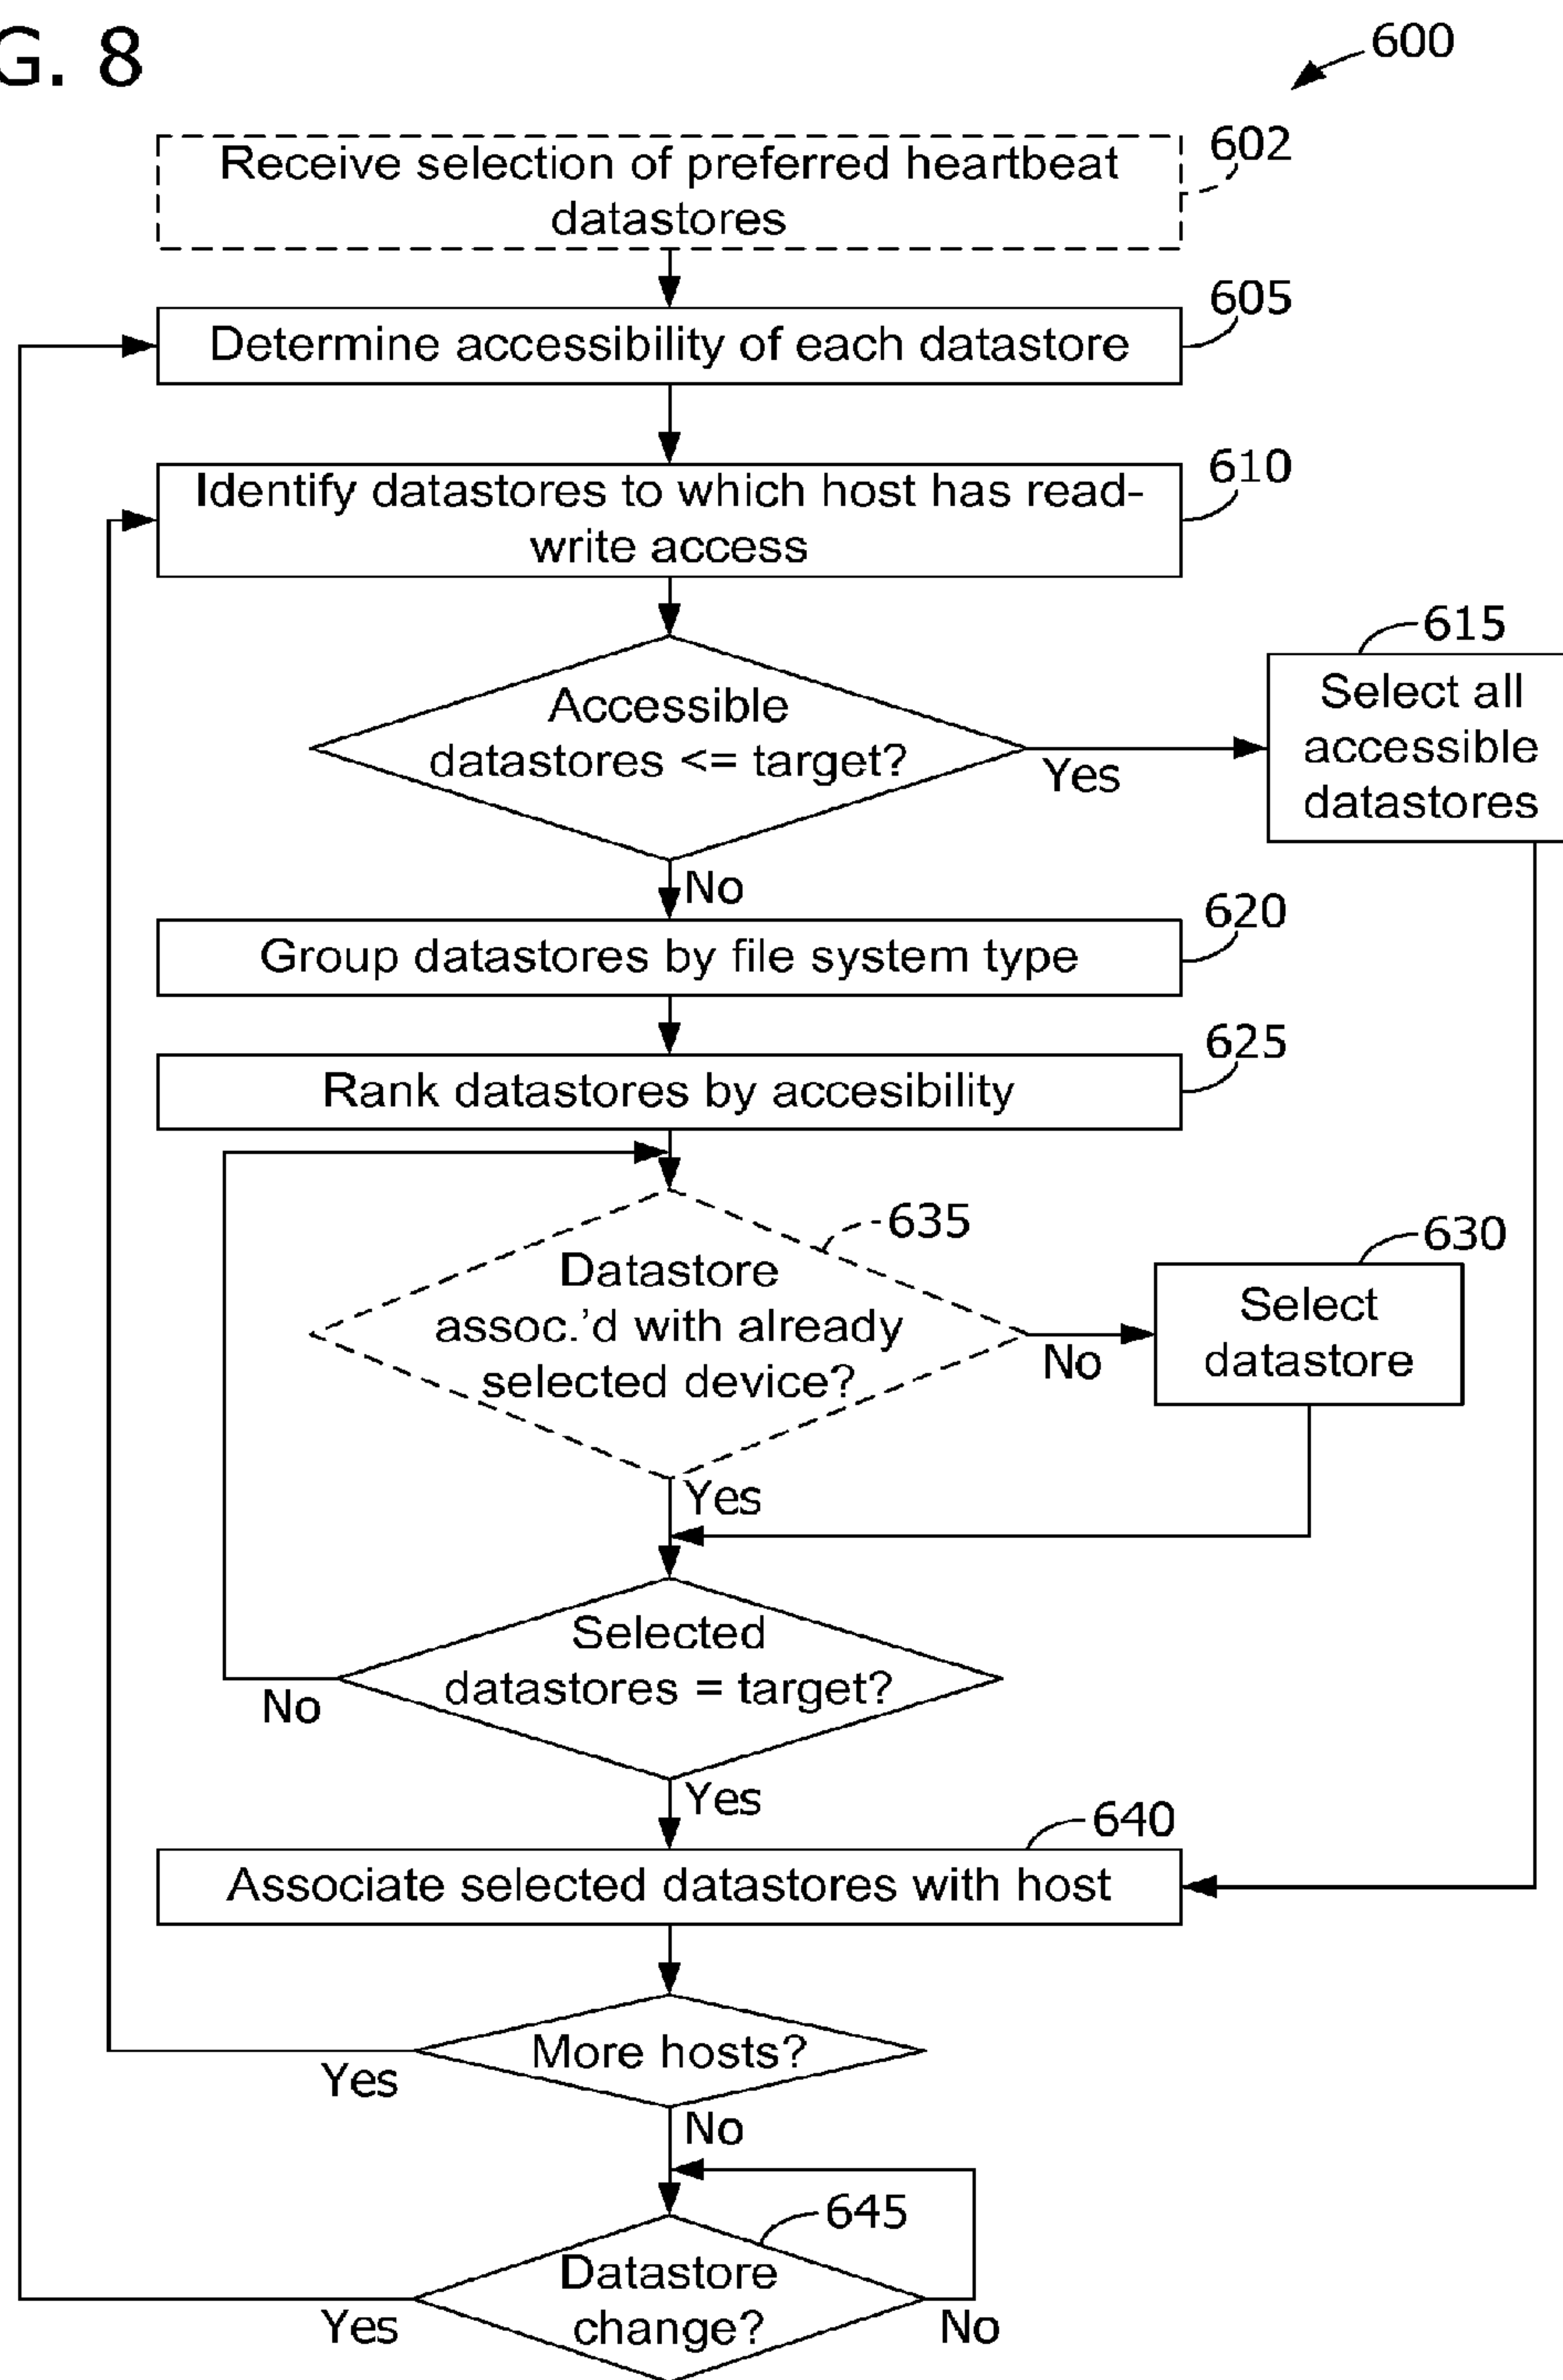 G. 8
600
Receive selection of preferred heartbeat
datastores
602
Determine accessibility of each datastore
605
Identify datastores to which host has read-
write access
610
Accessible
datastores <= target?
Yes
615
Select all
accessible
datastores
No
Group datastores by file system type
620
Rank datastores by accesibility
625
635
Datastore
assoc.'d with already
selected device?
No
630
Select
datastore
Yes
Selected
datastores = target?
No
Yes
640
Associate selected datastores with host
More hosts?
Yes
No
645
Datastore
change?
Yes
No